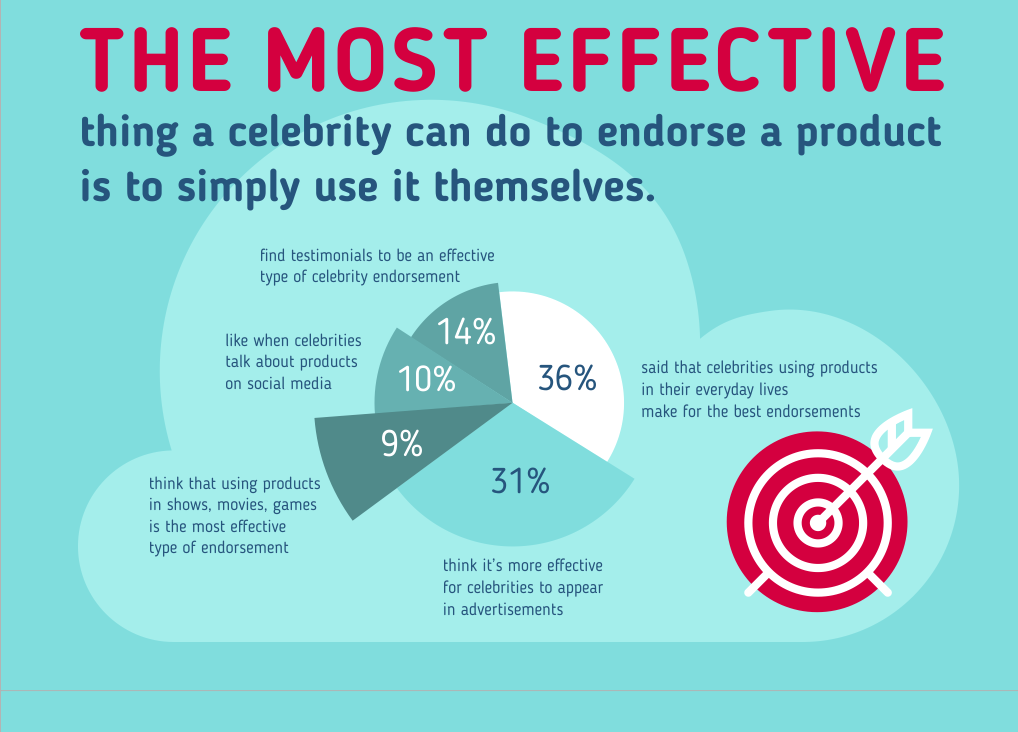 THE MOST EFFECTIVE
thing a celebrity can do to endorse a product
is to simply use it themselves.
find testimonials to be an effective
type of celebrity endorsement
14%
like when celebrities
talk about products
on social media
10%
36%
said that celebrities using products
in their everyday lives
make for the best endorsements
9%
31%
think that using products
in shows, movies, games
is the most effective
type of endorsement
think it's more effective
for celebrities to appear
in advertisements